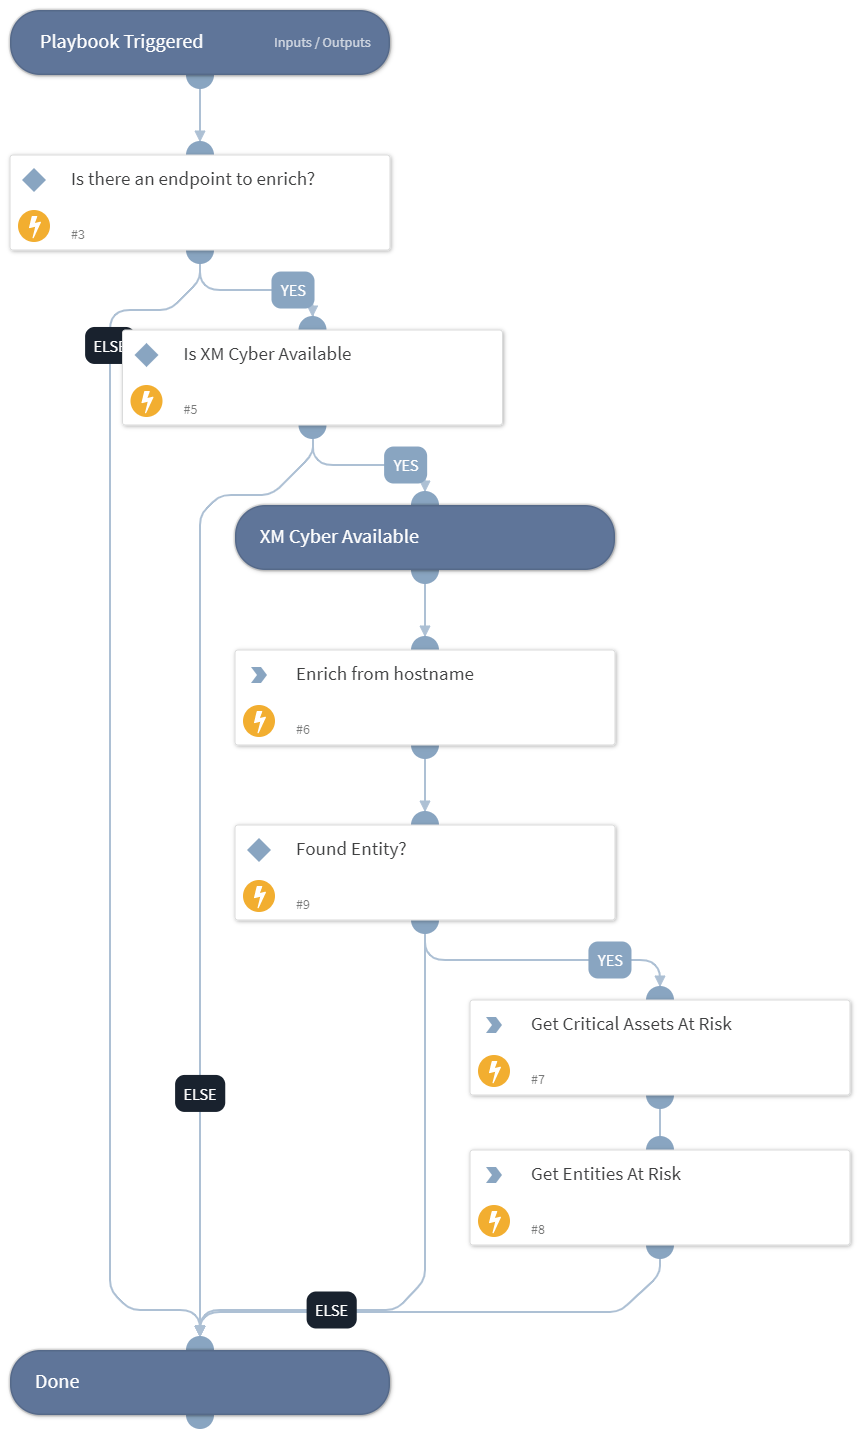 Playbook Triggered
Inputs / Outputs
Is there an endpoint to enrich?
#3
YES
ELSE
Is XM Cyber Available
#5
YES
XM Cyber Available
Enrich from hostname
#6
Found Entity?
#9
YES
Get Critical Assets At Risk
#7
ELSE
Get Entities At Risk
#8
ELSE
Done